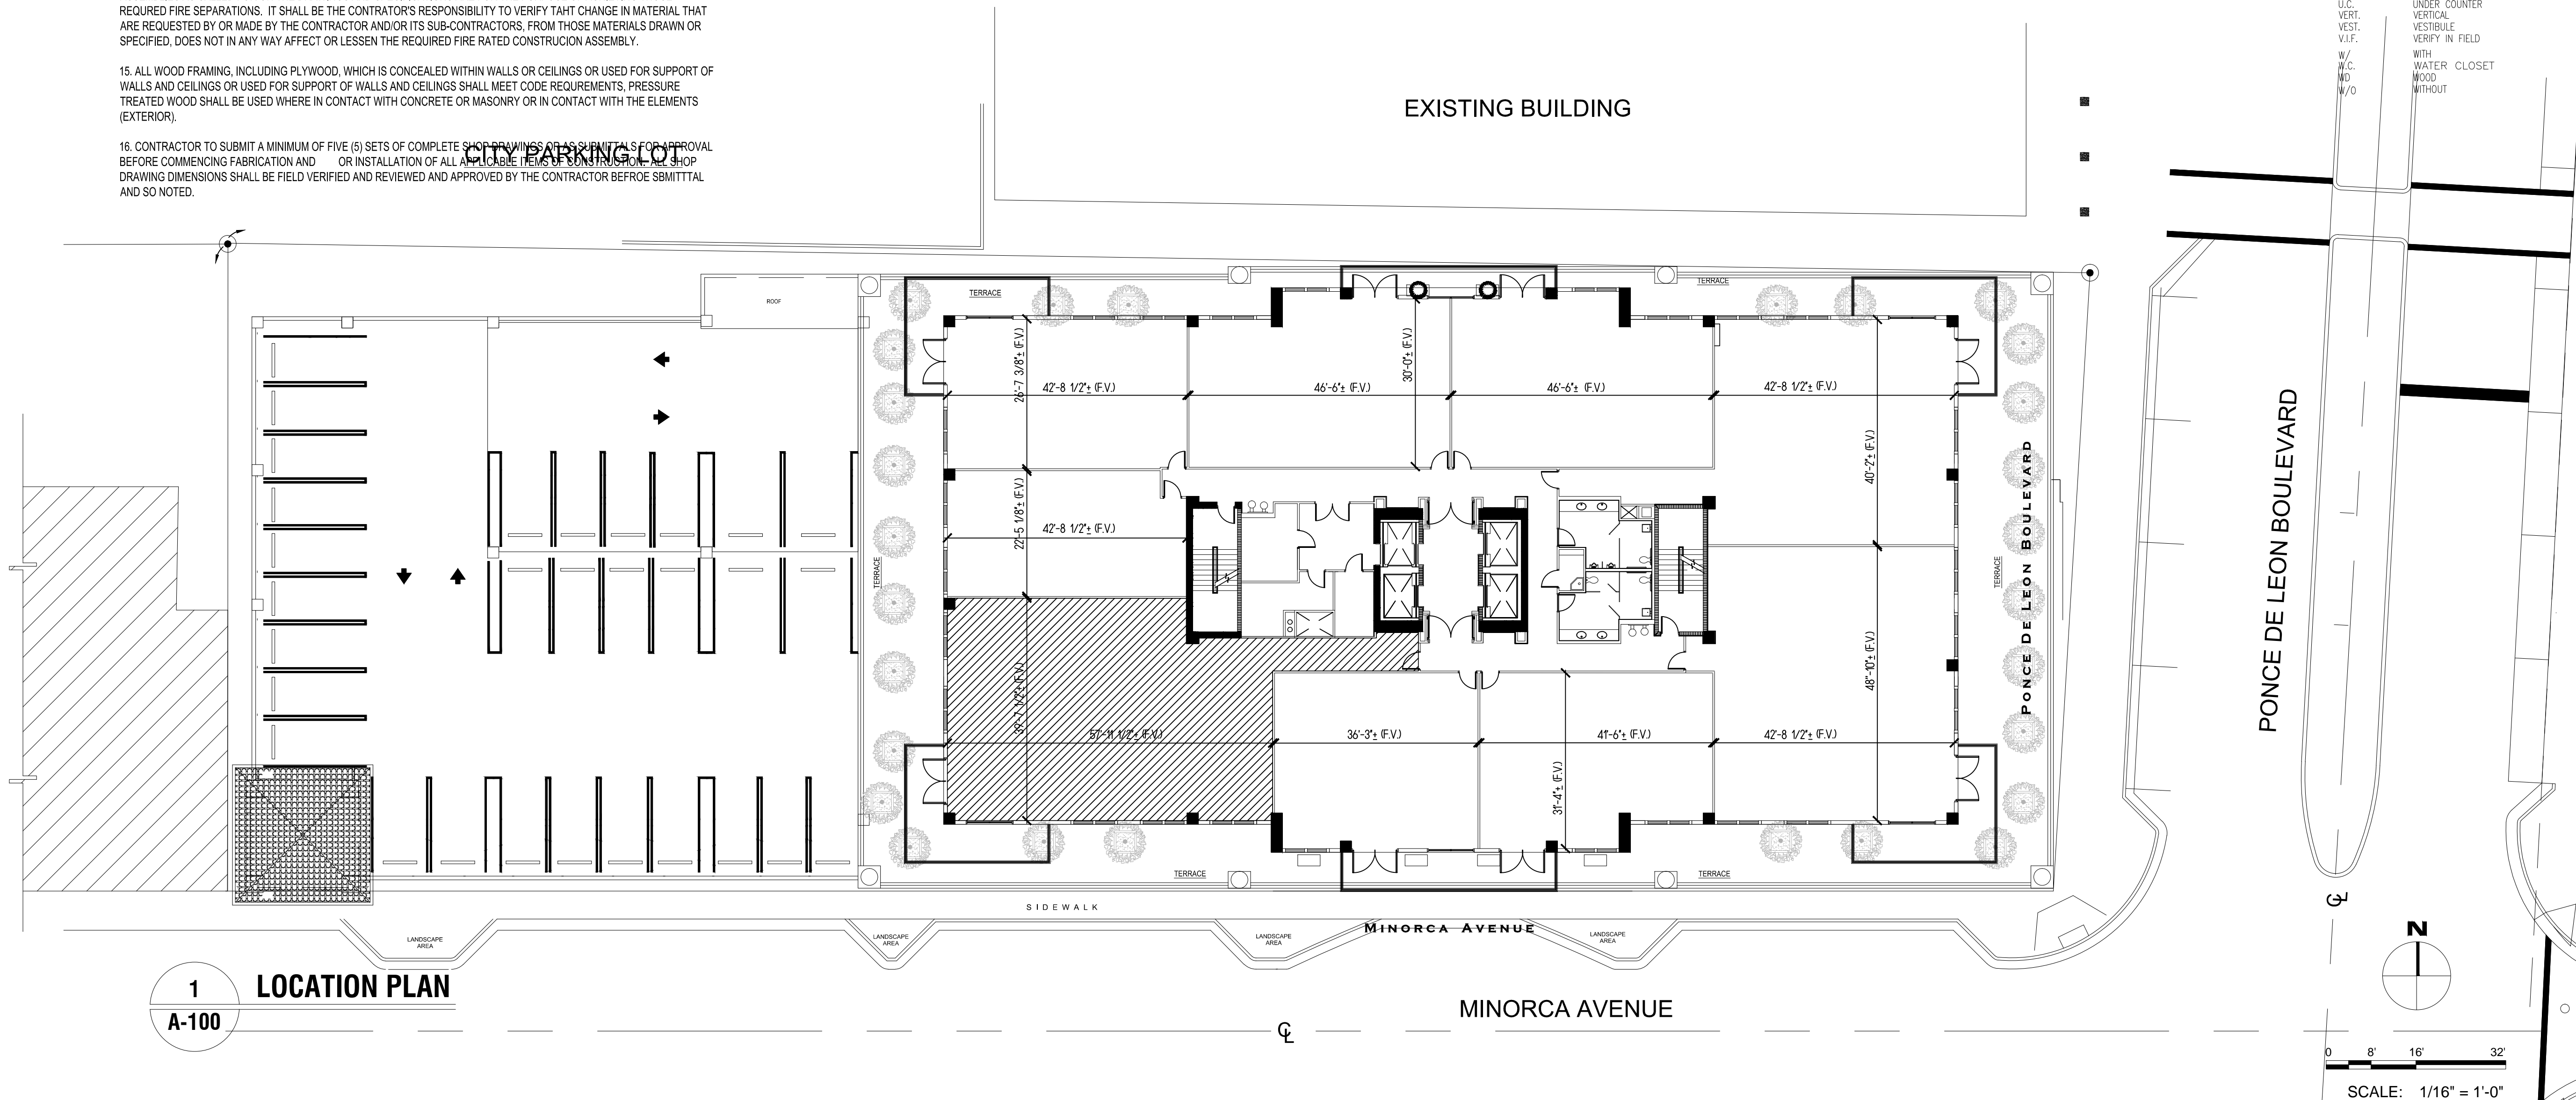 REQURED FIRE SEPARATIONS. IT SHALL BE THE CONTRATOR'S RESPONSIBILITY TO VERIFY TAHT CHANGE IN MATERIAL THAT
ARE REQUESTED BY OR MADE BY THE CONTRACTOR AND/OR ITS SUB-CONTRACTORS, FROM THOSE MATERIALS DRAWN OR
SPECIFIED, DOES NOT IN ANY WAY AFFECT OR LESSEN THE REQUIRED FIRE RATED CONSTRUCION ASSEMBLY.
15. ALL WOOD FRAMING, INCLUDING PLYWOOD, WHICH IS CONCEALED WITHIN WALLS OR CEILINGS OR USED FOR SUPPORT OF
WALLS AND CEILINGS OR USED FOR SUPPORT OF WALLS AND CEILINGS SHALL MEET CODE REQUREMENTS, PRESSURE
TREATED WOOD SHALL BE USED WHERE IN CONTACT WITH CONCRETE OR MASONRY OR IN CONTACT WITH THE ELEMENTS
(EXTERIOR).
16. CONTRACTOR TO SUBMIT A MINIMUM OF FIVE (5) SETS OF COMPLETE SHOP DRAWINGS OR AS SUBMITTALS FOR APPROVAL
BEFORE COMMENCING FABRICATION AND OR INSTALLATION OF ALL APPLICABLE ITEMS OF CONSTRUCTION. ALL SHOP
DRAWING DIMENSIONS SHALL BE FIELD VERIFIED AND REVIEWED AND APPROVED BY THE CONTRACTOR BEFROE SBMITTTAL
AND SO NOTED.
CITY PARKING LOT
EXISTING BUILDING
U.C. UNDER COUNTER
VERT. VERTICAL
VEST. VESTIBULE
V.I.F. VERIFY IN FIELD
W/ WITH
W.C. WATER CLOSET
WD WOOD
W/O WITHOUT
ROOF
TERRACE
TERRACE
26'-7 3/8"± (F.V.)
42'-8 1/2"± (F.V.)
46'-6"± (F.V.)
30'-0"± (F.V.)
46'-6"± (F.V.)
42'-8 1/2"± (F.V.)
40'-2"± (F.V.)
22'-5 1/8"± (F.V.)
42'-8 1/2"± (F.V.)
TERRACE
TERRACE
PONCE DE LEON BOULEVARD
PONCE DE LEON BOULEVARD
39'-7 1/2"± (F.V.)
57'-11 1/2"± (F.V.)
36'-3"± (F.V.)
41'-6"± (F.V.)
31'-4"± (F.V.)
42'-8 1/2"± (F.V.)
48'-10"± (F.V.)
TERRACE
TERRACE
SIDEWALK
MINORCA AVENUE
LANDSCAPE
AREA
LANDSCAPE
AREA
LANDSCAPE
AREA
LANDSCAPE
AREA
1
A-100
LOCATION PLAN
MINORCA AVENUE
CL
CL
N
0 8' 16' 32'
SCALE: 1/16" = 1'-0"